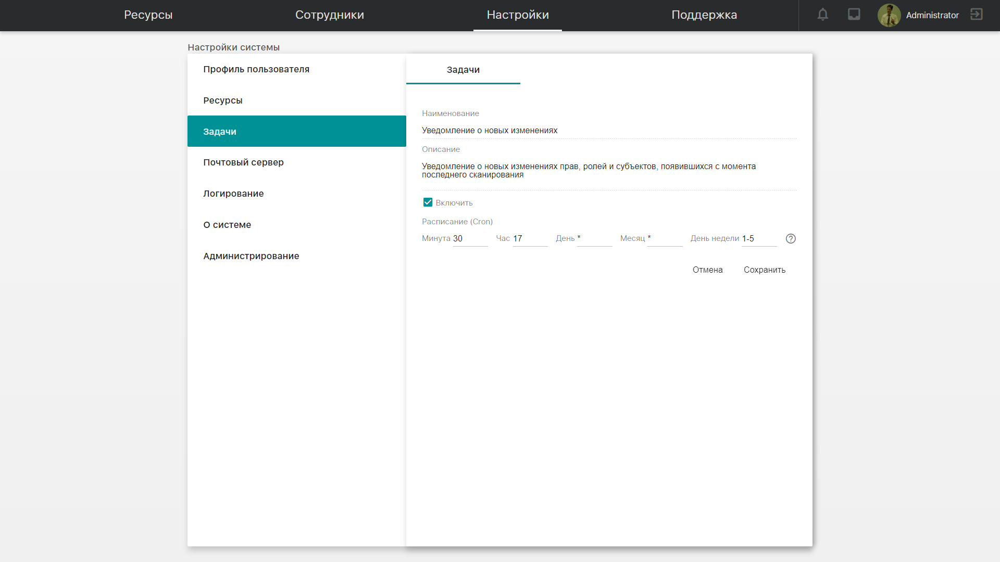 Ресурсы
Сотрудники
Настройки
Поддержка
Administrator
Настройки системы
Профиль пользователя
Ресурсы
Задачи
Почтовый сервер
Логирование
О системе
Администрирование
Задачи
Наименование
Уведомление о новых изменениях
Описание
Уведомление о новых изменениях прав, ролей и субъектов, появившихся с момента
последнего сканирования
Включить
Расписание (Cron)
Минута 30 Час 17 День * Месяц * День недели 1-5 ?
Отмена Сохранить